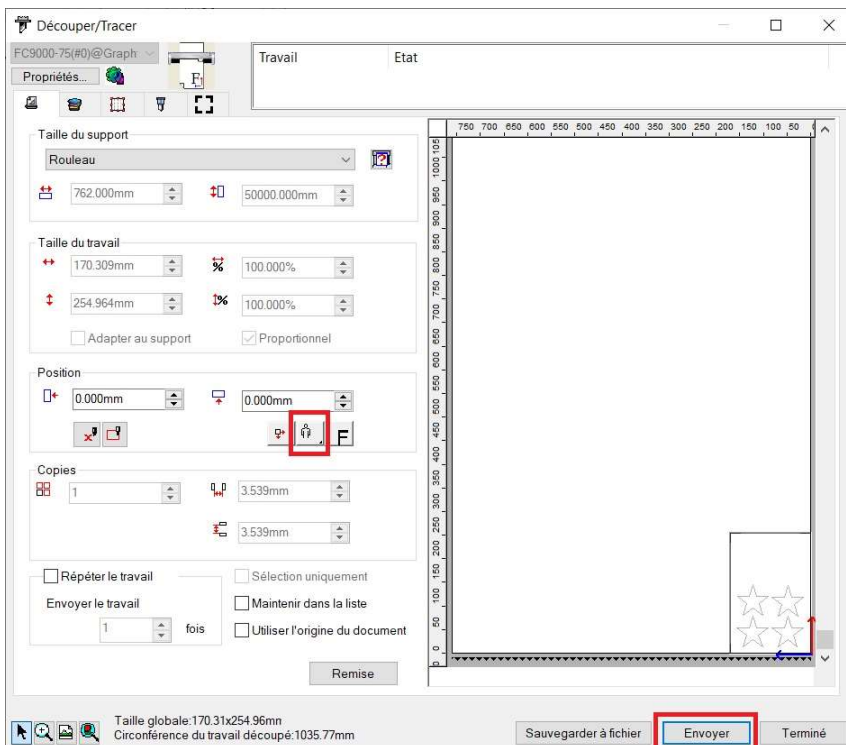 Découper/Tracer
FC9000-75(#0)@Graph
Propriétés...
Travail Etat
Taille du support
Rouleau
762.000mm 50000.000mm
Taille du travail
170.309mm 100.000%
254.964mm 100.000%
Adapter au support Proportionnel
Position
0.000mm 0.000mm
F
Copies
1 3.539mm
3.539mm
Répéter le travail Sélection uniquement
Envoyer le travail Maintenir dans la liste
1 fois Utiliser l'origine du document
Remise
750 700 650 600 550 500 450 400 350 300 250 200 150 100 50
1000 105
950
900
850
800
750
700
650
600
550
500
450
400
350
300
250
200
150
100
50
0
Taille globale:170.31x254.96mn
Circonférence du travail découpé:1035.77mm
Sauvegarder à fichier Envoyer Terminé